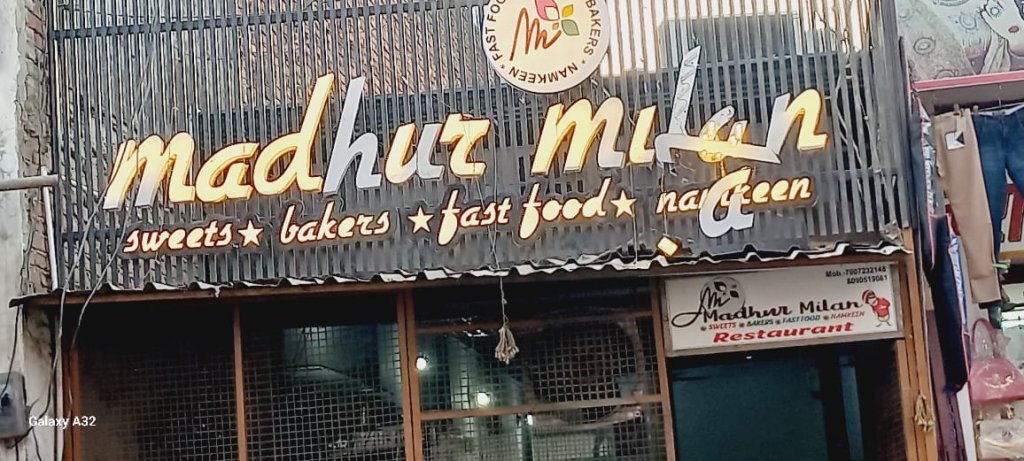 FAST FOOD BAKERS * NAMKEEN *
m
madhur milan
sweets ★ bakers ★ fast food ★ namkeen
a
Mob.-7007232148
m
Madhur Milan
SWEETS BAKERS FAST FOOD NAMKEEN
Restaurant
Galaxy A32